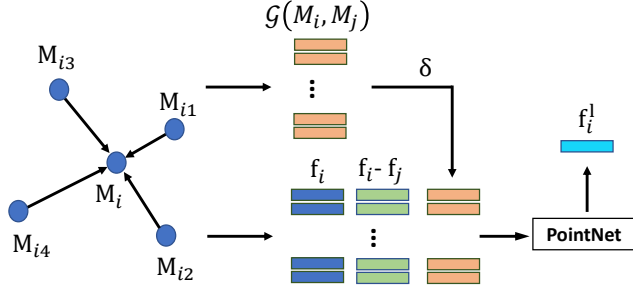 𝒢(M_i, M_j)
M_i3
M_i1
δ
f_i^l
M_i
f_i
f_i- f_j
⋮
M_i4
M_i2
PointNet